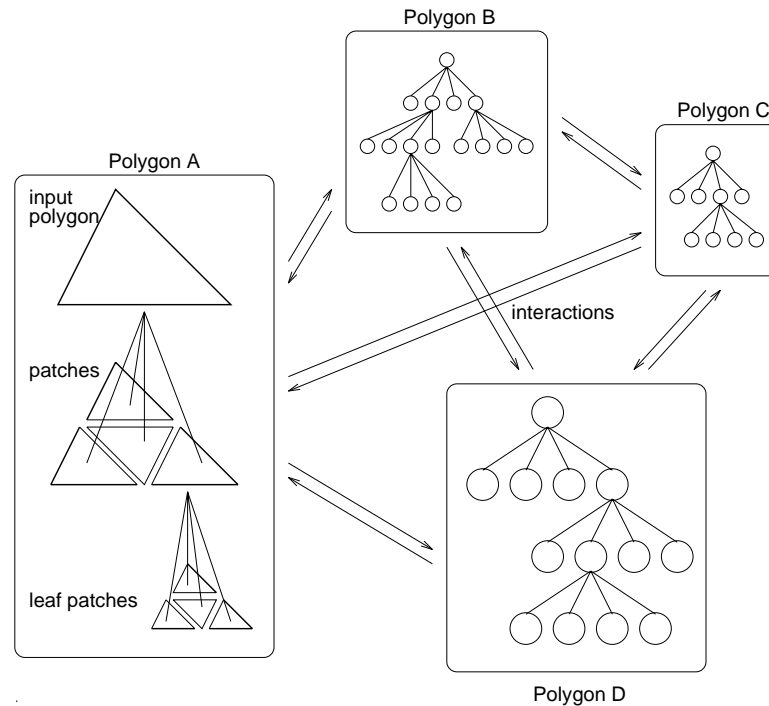 Polygon B
Polygon C
Polygon A
input
polygon
interactions
patches
leaf patches
Polygon D